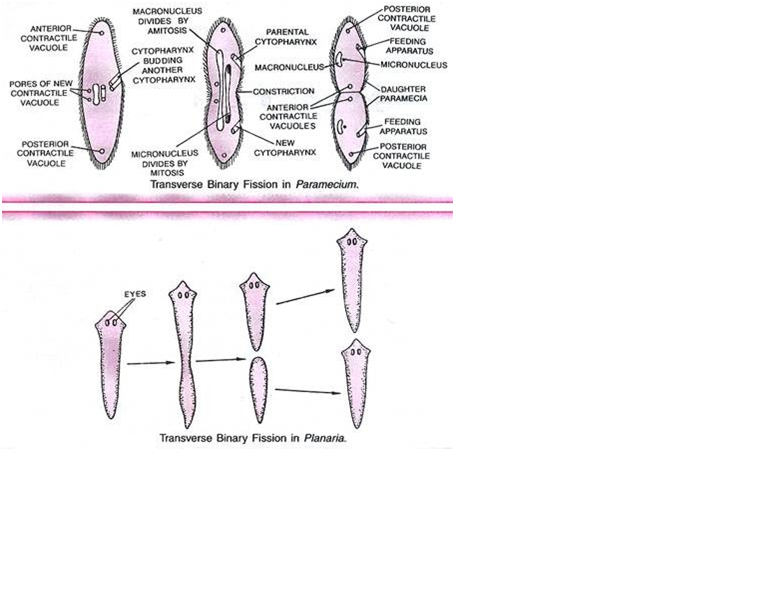 ANTERIOR
CONTRACTILE
VACUOLE
PORES OF NEW
CONTRACTILE
VACUOLE
POSTERIOR
CONTRACTILE
VACUOLE
MACRONUCLEUS
DIVIDES BY
AMITOSIS
CYTOPHARYNX
BUDDING
ANOTHER
CYTOPHARYNX
MICRONUCLEUS
DIVIDES BY
MITOSIS
PARENTAL
CYTOPHARYNX
MACRONUCLEUS
CONSTRICTION
ANTERIOR
CONTRACTILE
VACUOLES
NEW
CYTOPHARYNX
POSTERIOR
CONTRACTILE
VACUOLE
FEEDING
APPARATUS
MICRONUCLEUS
DAUGHTER
PARAMECIA
FEEDING
APPARATUS
POSTERIOR
CONTRACTILE
VACUOLE
Transverse Binary Fission in Paramecium.
EYES
Transverse Binary Fission in Planaria.